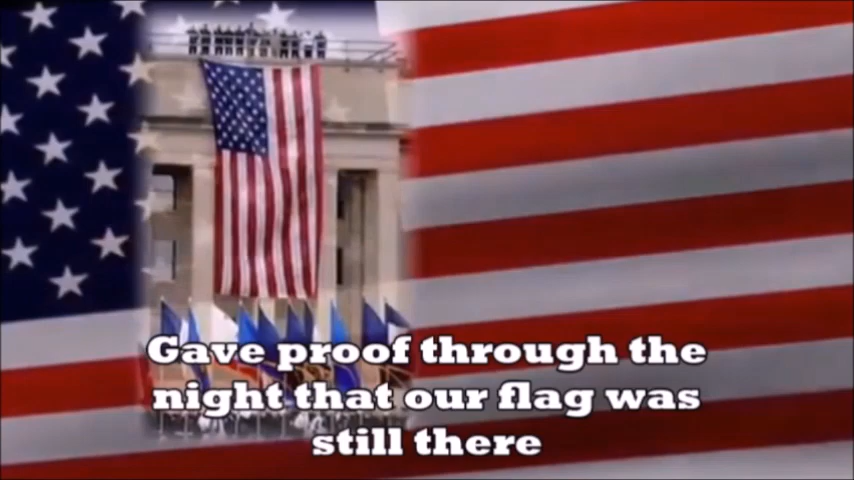 Gave proof through the
night that our flag was
still there